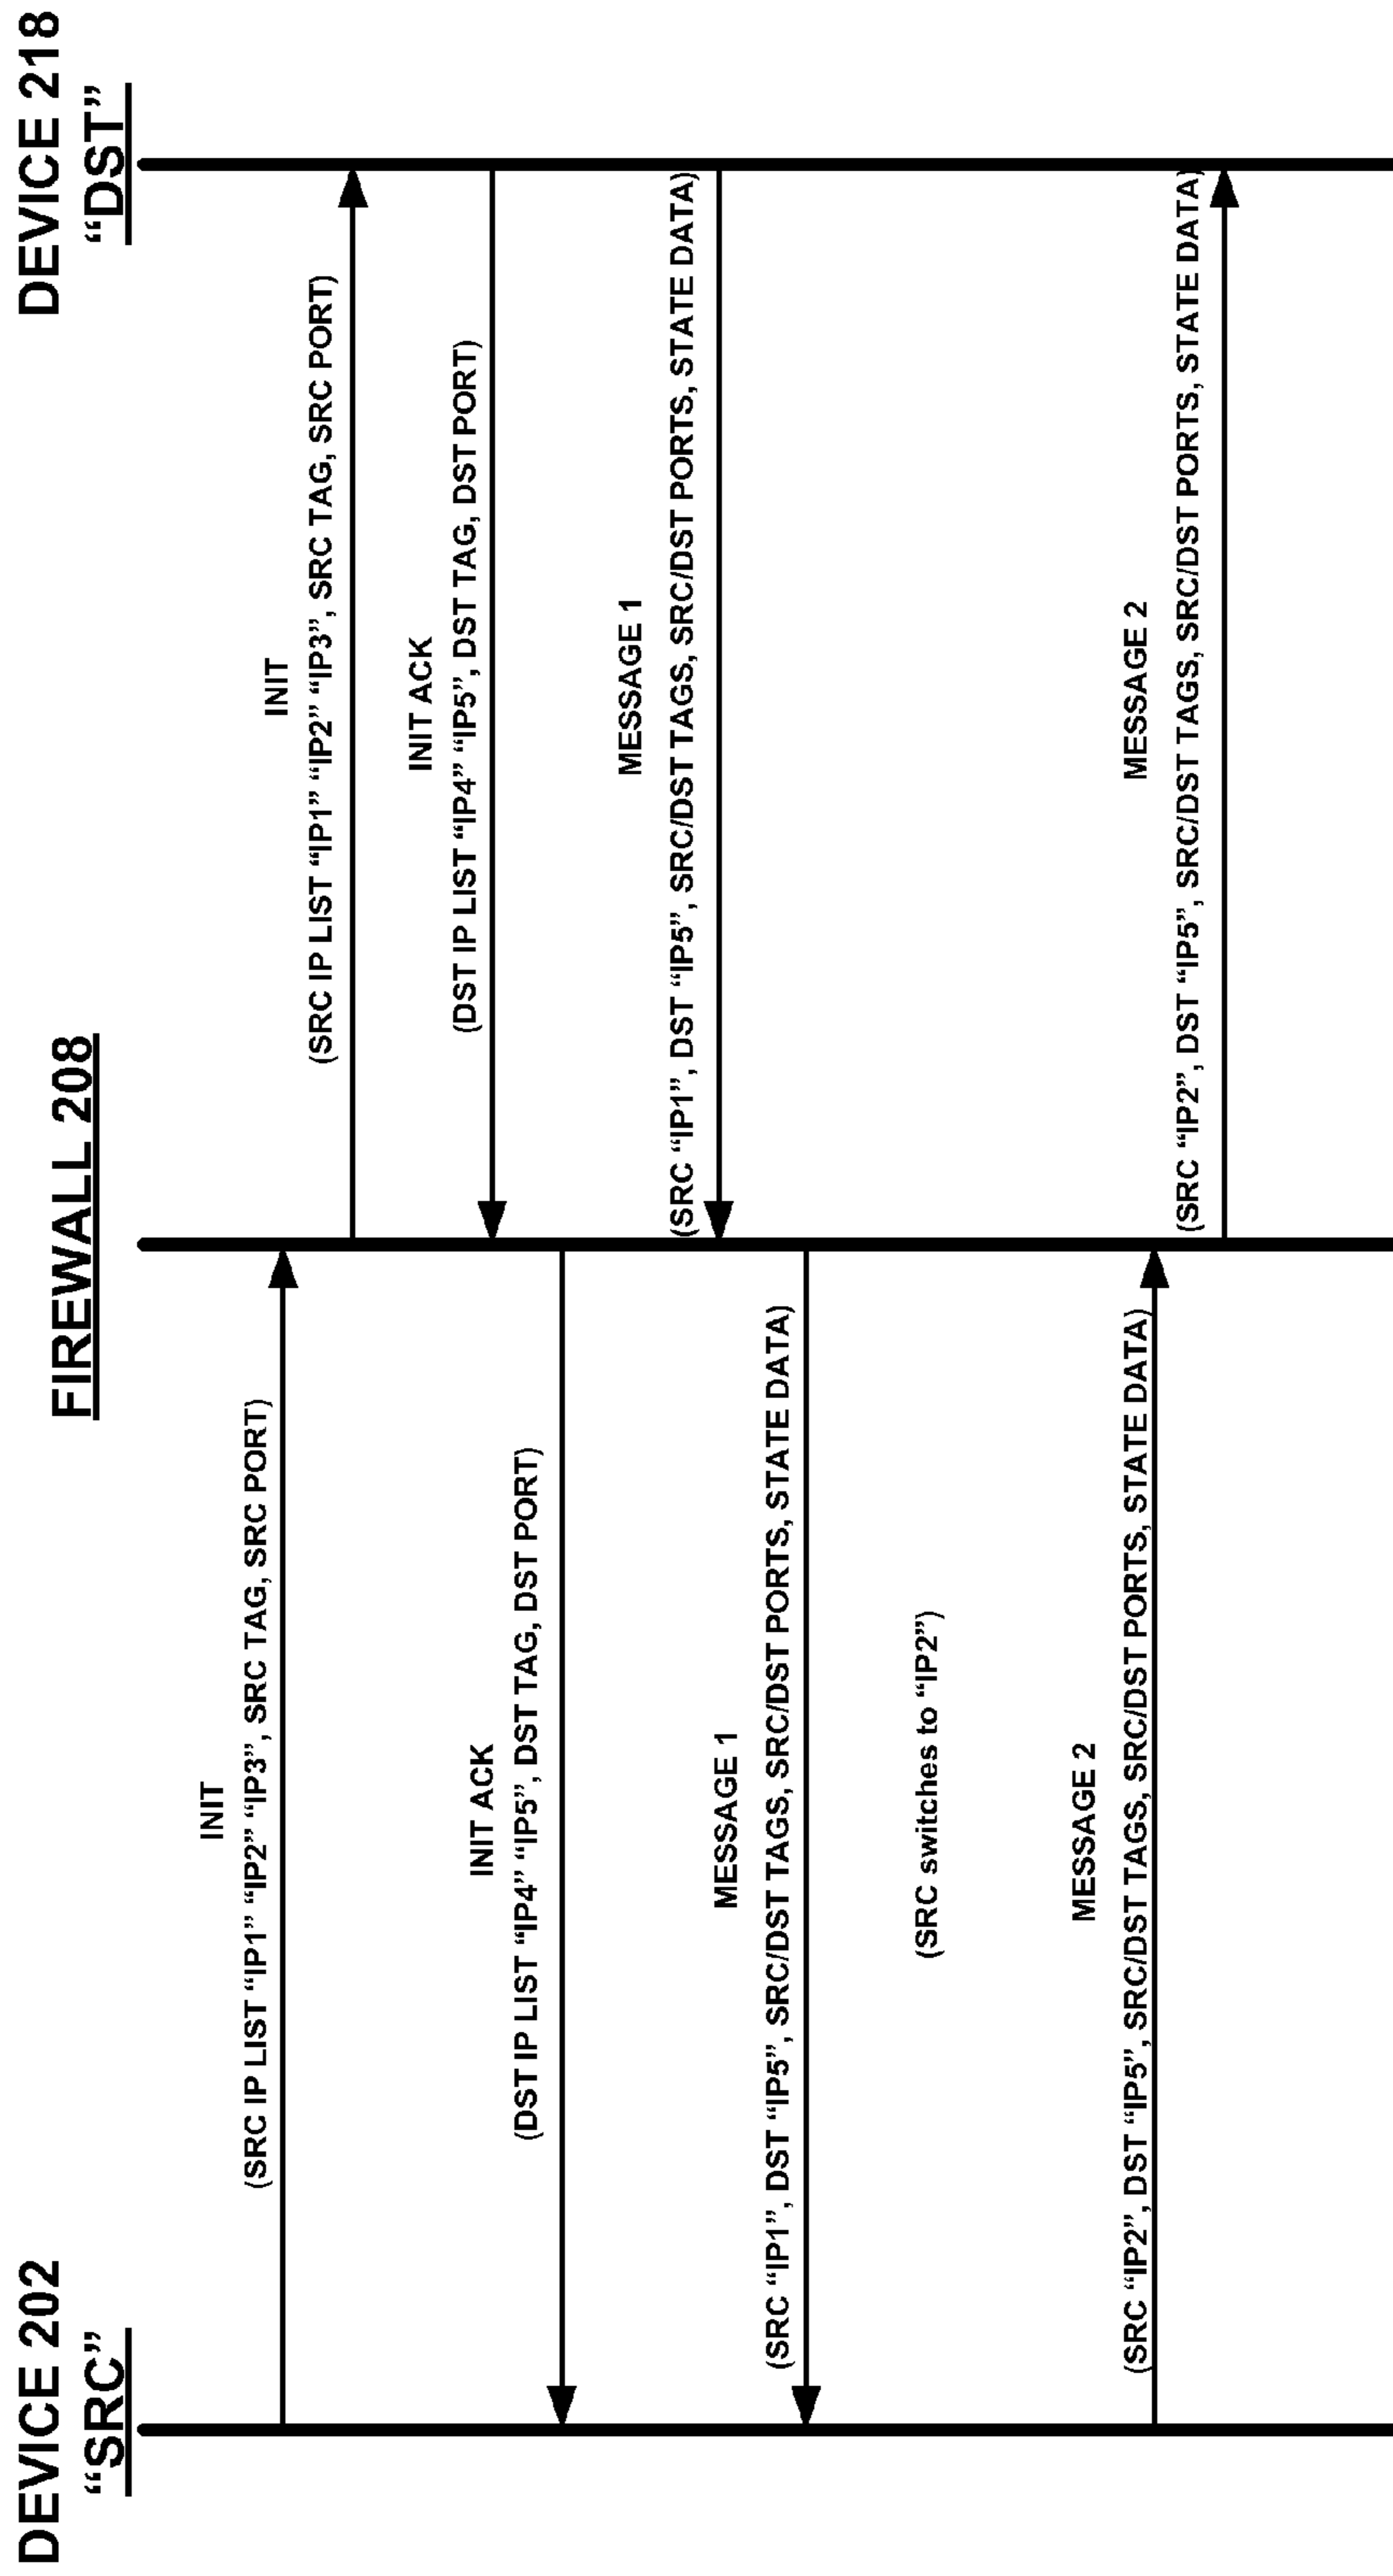 DEVICE 202
“SRC”
FIREWALL 208
DEVICE 218
“DST”
INIT
(SRC IP LIST “IP1” “IP2” “IP3”, SRC TAG, SRC PORT)
INIT
(SRC IP LIST “IP1” “IP2” “IP3”, SRC TAG, SRC PORT)
INIT ACK
(DST IP LIST “IP4” “IP5”, DST TAG, DST PORT)
INIT ACK
(DST IP LIST “IP4” “IP5”, DST TAG, DST PORT)
MESSAGE 1
(SRC “IP1”, DST “IP5”, SRC/DST TAGS, SRC/DST PORTS, STATE DATA)
MESSAGE 1
(SRC “IP1”, DST “IP5”, SRC/DST TAGS, SRC/DST PORTS, STATE DATA)
(SRC switches to “IP2”)
MESSAGE 2
(SRC “IP2”, DST “IP5”, SRC/DST TAGS, SRC/DST PORTS, STATE DATA)
MESSAGE 2
(SRC “IP2”, DST “IP5”, SRC/DST TAGS, SRC/DST PORTS, STATE DATA)